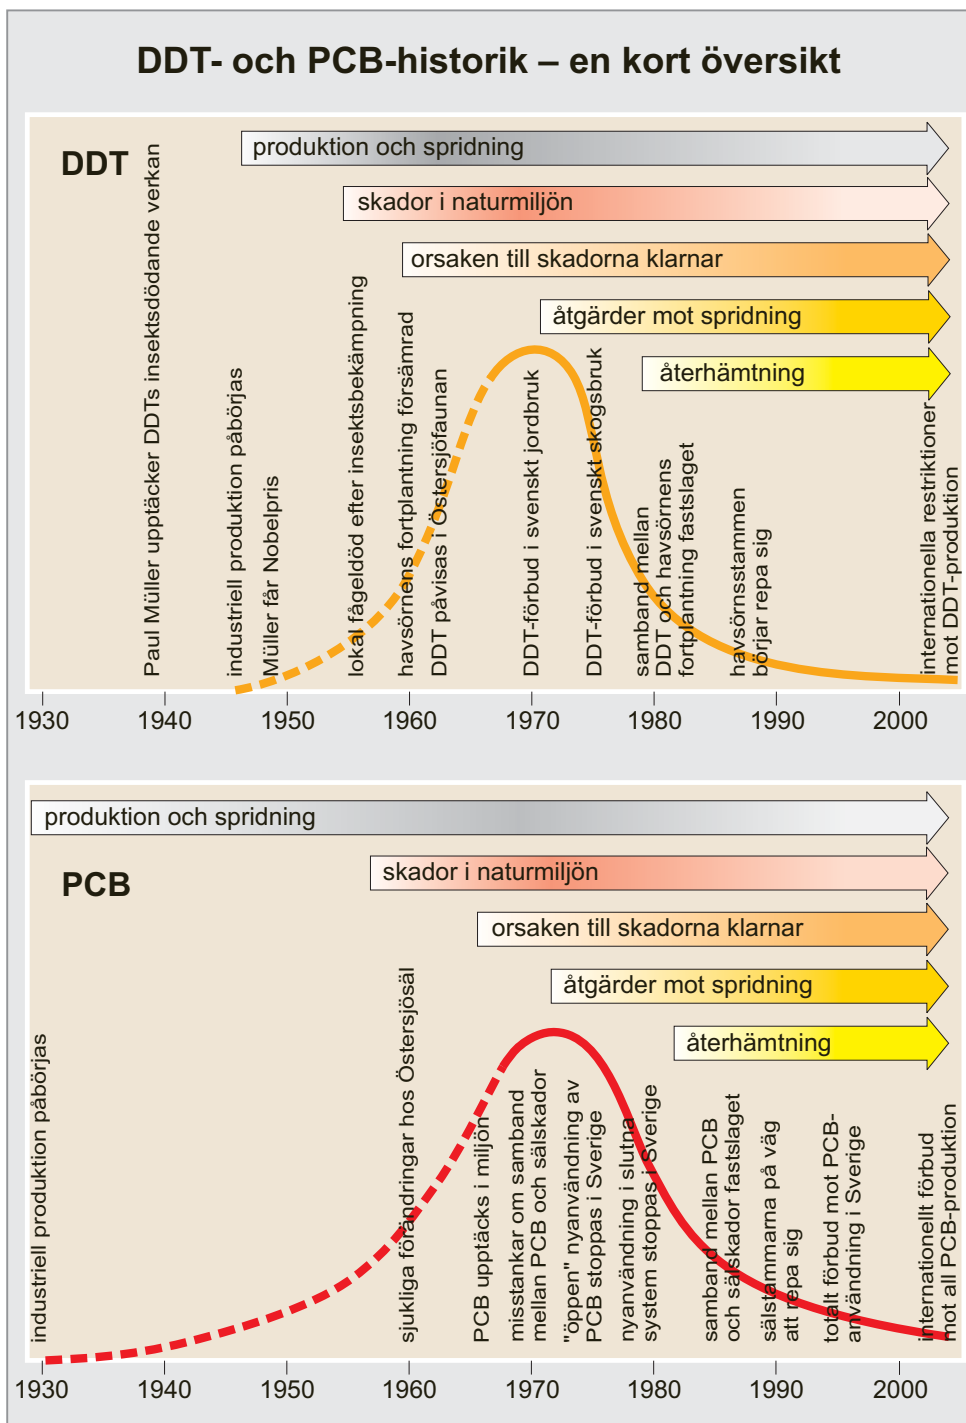 DDT- och PCB-historik – en kort översikt
DDT
produktion och spridning
skador i naturmiljön
orsaken till skadorna klarnar
åtgärder mot spridning
återhämtning
Paul Müller upptäcker DDTs insektsdödande verkan
industriell produktion påbörjas
Müller får Nobelpris
lokal fågeldöd efter insektsbekämpning
havsörnens fortplantning försämrad
DDT påvisas i Östersjöfaunan
DDT-förbud i svenskt jordbruk
DDT-förbud i svenskt skogsbruk
samband mellan
DDT och havsörnens
fortplantning fastslaget
havsörnsstammen
börjar repa sig
internationella restriktioner
mot DDT-produktion
1930 1940 1950 1960 1970 1980 1990 2000
produktion och spridning
PCB
skador i naturmiljön
orsaken till skadorna klarnar
åtgärder mot spridning
återhämtning
industriell produktion påbörjas
sjukliga förändringar hos Östersjösäl
PCB upptäcks i miljön
misstankar om samband
mellan PCB och sälskador
"öppen" nyanvändning av
PCB stoppas i Sverige
nyanvändning i slutna
system stoppas i Sverige
samband mellan PCB
och sälskador fastslaget
sälstammarna på väg
att repa sig
totalt förbud mot PCB-
användning i Sverige
internationellt förbud
mot all PCB-produktion
1930 1940 1950 1960 1970 1980 1990 2000